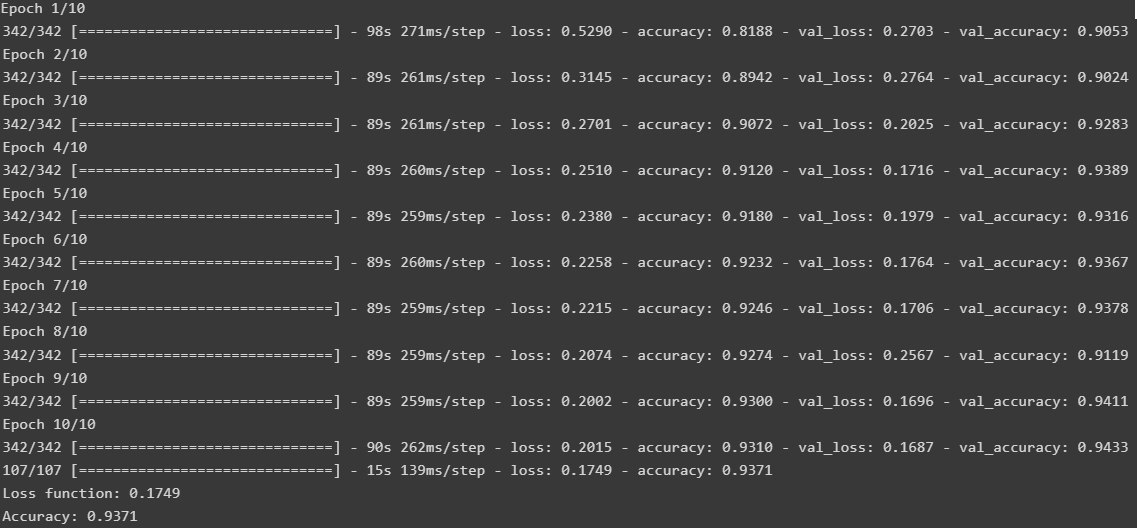 Epoch 1/10
342/342 [==============================] - 98s 271ms/step - loss: 0.5290 - accuracy: 0.8188 - val_loss: 0.2703 - val_accuracy: 0.9053
Epoch 2/10
342/342 [==============================] - 89s 261ms/step - loss: 0.3145 - accuracy: 0.8942 - val_loss: 0.2764 - val_accuracy: 0.9024
Epoch 3/10
342/342 [==============================] - 89s 261ms/step - loss: 0.2701 - accuracy: 0.9072 - val_loss: 0.2025 - val_accuracy: 0.9283
Epoch 4/10
342/342 [==============================] - 89s 260ms/step - loss: 0.2510 - accuracy: 0.9120 - val_loss: 0.1716 - val_accuracy: 0.9389
Epoch 5/10
342/342 [==============================] - 89s 259ms/step - loss: 0.2380 - accuracy: 0.9180 - val_loss: 0.1979 - val_accuracy: 0.9316
Epoch 6/10
342/342 [==============================] - 89s 260ms/step - loss: 0.2258 - accuracy: 0.9232 - val_loss: 0.1764 - val_accuracy: 0.9367
Epoch 7/10
342/342 [==============================] - 89s 259ms/step - loss: 0.2215 - accuracy: 0.9246 - val_loss: 0.1706 - val_accuracy: 0.9378
Epoch 8/10
342/342 [==============================] - 89s 259ms/step - loss: 0.2074 - accuracy: 0.9274 - val_loss: 0.2567 - val_accuracy: 0.9119
Epoch 9/10
342/342 [==============================] - 89s 259ms/step - loss: 0.2002 - accuracy: 0.9300 - val_loss: 0.1696 - val_accuracy: 0.9411
Epoch 10/10
342/342 [==============================] - 90s 262ms/step - loss: 0.2015 - accuracy: 0.9310 - val_loss: 0.1687 - val_accuracy: 0.9433
107/107 [==============================] - 15s 139ms/step - loss: 0.1749 - accuracy: 0.9371
Loss function: 0.1749
Accuracy: 0.9371